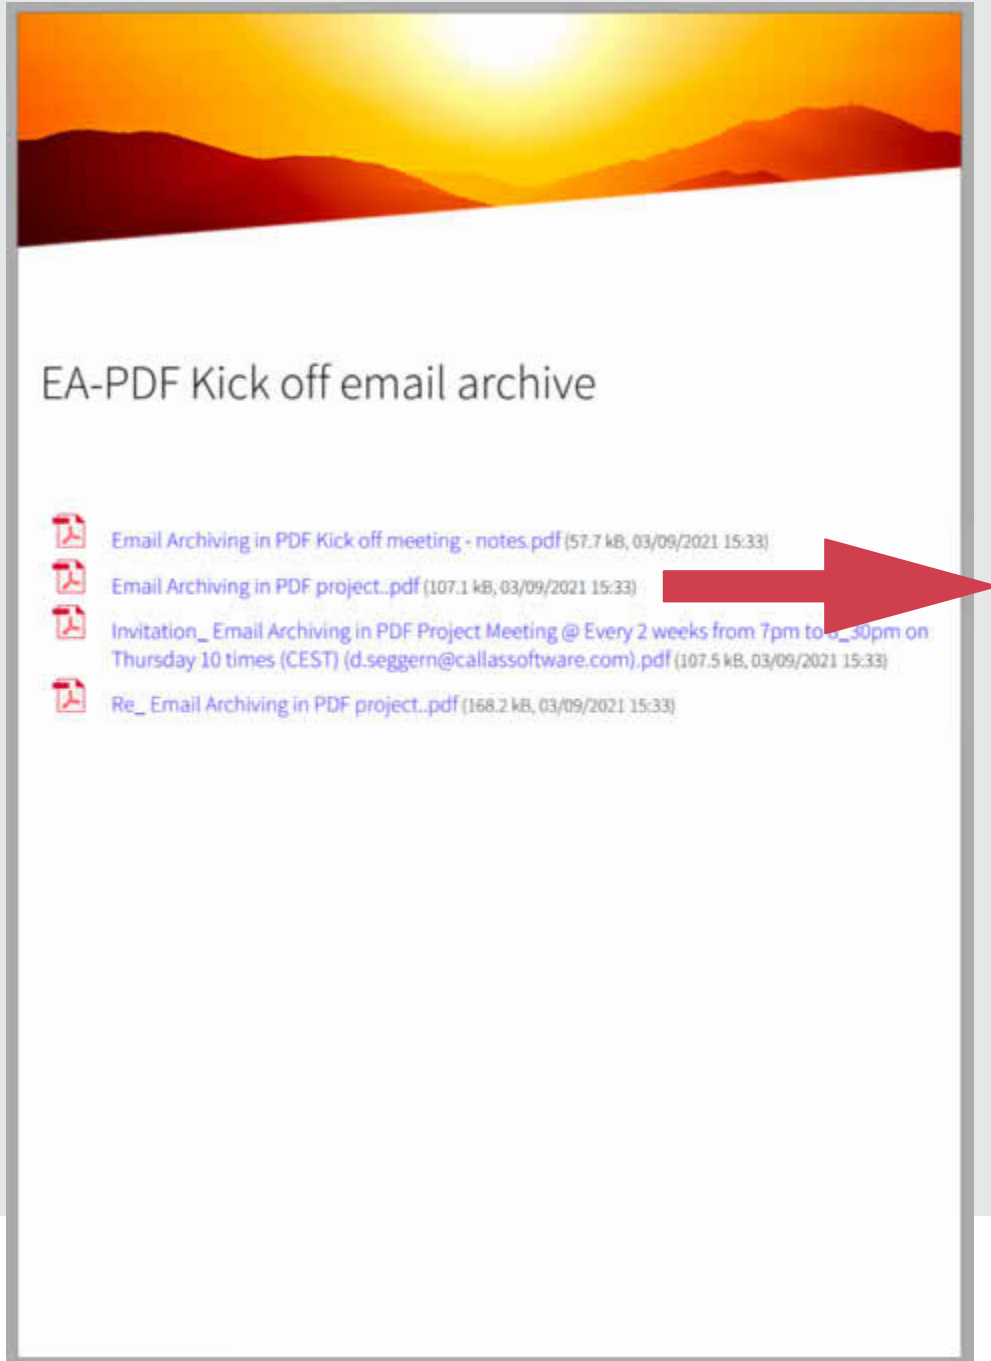 EA-PDF Kick off email archive
Email Archiving in PDF Kick off meeting - notes.pdf (57.7 kB, 03/09/2021 15:33)
Email Archiving in PDF project..pdf (107.1 kB, 03/09/2021 15:33)
Invitation_ Email Archiving in PDF Project Meeting @ Every 2 weeks from 7pm to 8_30pm on
Thursday 10 times (CEST) (d.seggern@callassoftware.com).pdf (107.5 kB, 03/09/2021 15:33)
Re_ Email Archiving in PDF project..pdf (168.2 kB, 03/09/2021 15:33)